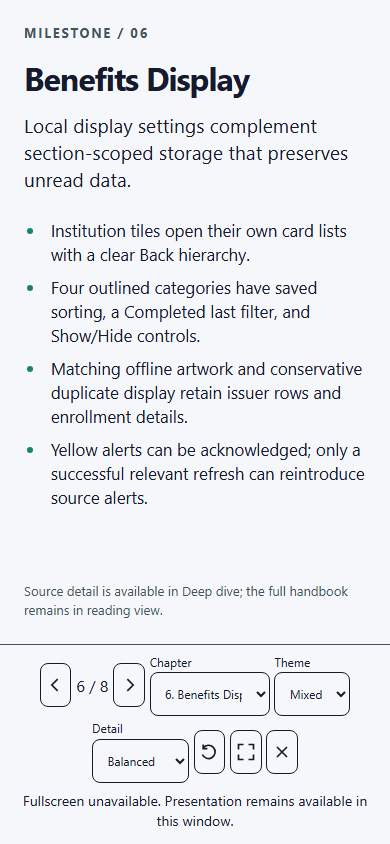 MILESTONE / 06
Benefits Display
Local display settings complement
section-scoped storage that preserves
unread data.
Institution tiles open their own card lists
with a clear Back hierarchy.
Four outlined categories have saved
sorting, a Completed last filter, and
Show/Hide controls.
Matching offline artwork and conservative
duplicate display retain issuer rows and
enrollment details.
Yellow alerts can be acknowledged; only a
successful relevant refresh can reintroduce
source alerts.
Source detail is available in Deep dive; the full handbook
remains in reading view.
Chapter
Theme
6 / 8
6. Benefits Disp
Mixed
Detail
Balanced
Fullscreen unavailable. Presentation remains available in
this window.